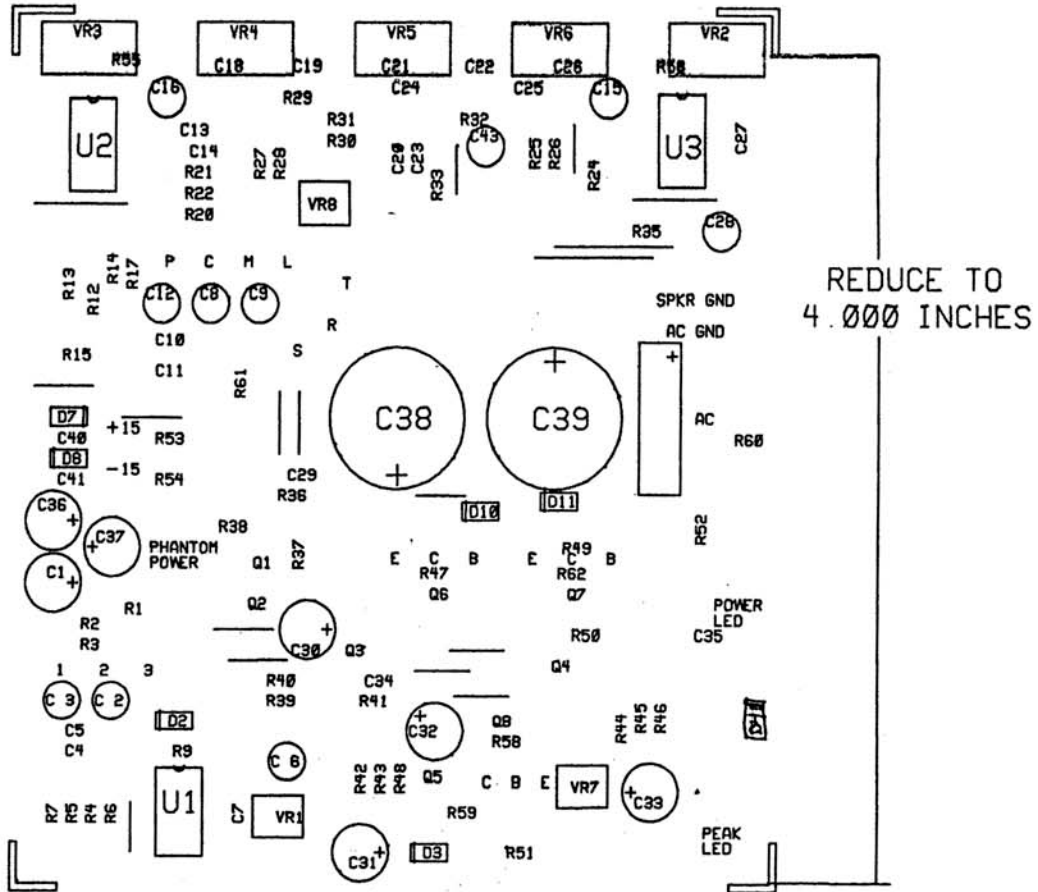 VR3 VR4 VR5 VR6 VR2
R55 C18 C19 C21 C22 C26
C16 C24 C25 C15
R29
R31 R32
C13 R30 C43
U2 C14 R27 R28 C20 C23 R33 R25 R26 R24 U3 C27
R21
R22
R20 VR8
R35 C28
P C M L
R13 R12 R14 R17 T
C12 C8 C9
REDUCE TO
4.000 INCHES
SPKR GND
R
AC GND
C10
S +
R15 C11 R61
+
D7 C38 C39 AC
C40 +15 R53 R60
D8
C41 -15 R54 C29
+
R36
C36 + D10 D11
R38 R52
+ C37 PHANTOM
POWER
E C B E R49 C B
Q1 R37
C1 + R47 R62
Q2 Q6 Q7
R1 POWER
LED
R2 +
R3 C30 Q3 R50 C35
1 2 3 Q4
R40 C34
C 3 C 2 R39 R41
D2 + Q8
C5 C32 R44 R45 R46
C4 R9 R58
R42 R43 R48 Q5
C B E VR7
+ C33
R7 R5 R4 R6 U1 C7 VR1 R59
PEAK
LED
C31 + D3 R51